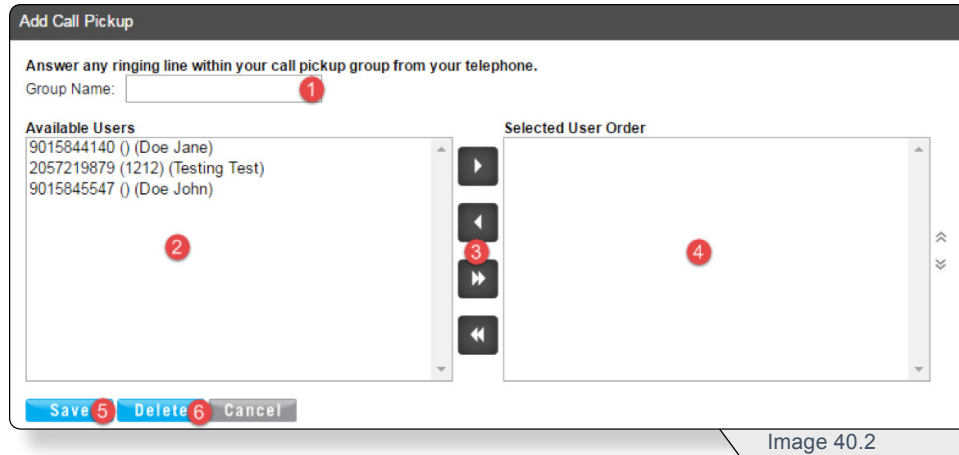 Add Call Pickup
Answer any ringing line within your call pickup group from your telephone.
Group Name: 1
Available Users Selected User Order
9015844140 () (Doe Jane)
2057219879 (1212) (Testing Test)
9015845547 () (Doe John)
2 3 4
Save 5 Delete 6 Cancel
Image 40.2